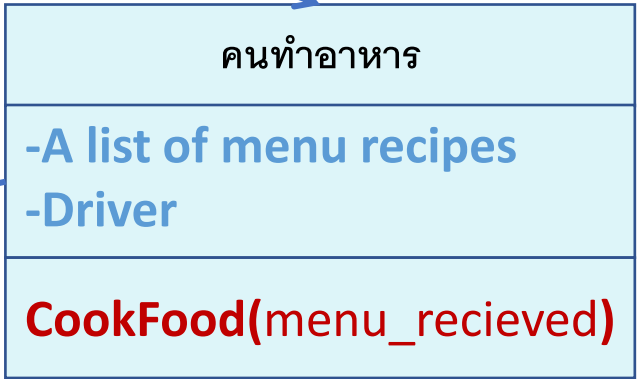 คนทำอาหาร
-A list of menu recipes
-Driver
CookFood(menu_recieved)